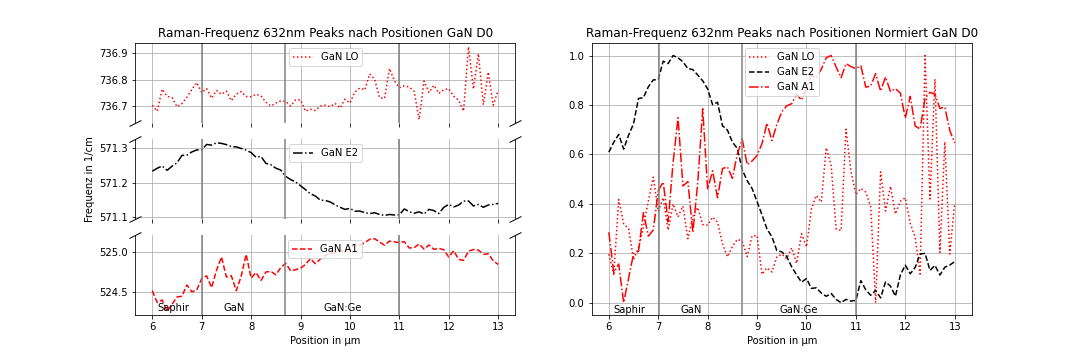 Raman-Frequenz 632nm Peaks nach Positionen GaN D0
736.9
736.8
736.7
GaN LO
571.3
571.2
571.1
GaN E2
525.0
524.5
GaN A1
Frequenz in 1/cm
Saphir GaN GaN:Ge
6 7 8 9 10 11 12 13
Position in µm
Raman-Frequenz 632nm Peaks nach Positionen Normiert GaN D0
GaN LO
GaN E2
GaN A1
1.0
0.8
0.6
0.4
0.2
0.0
Saphir GaN GaN:Ge
6 7 8 9 10 11 12 13
Position in µm